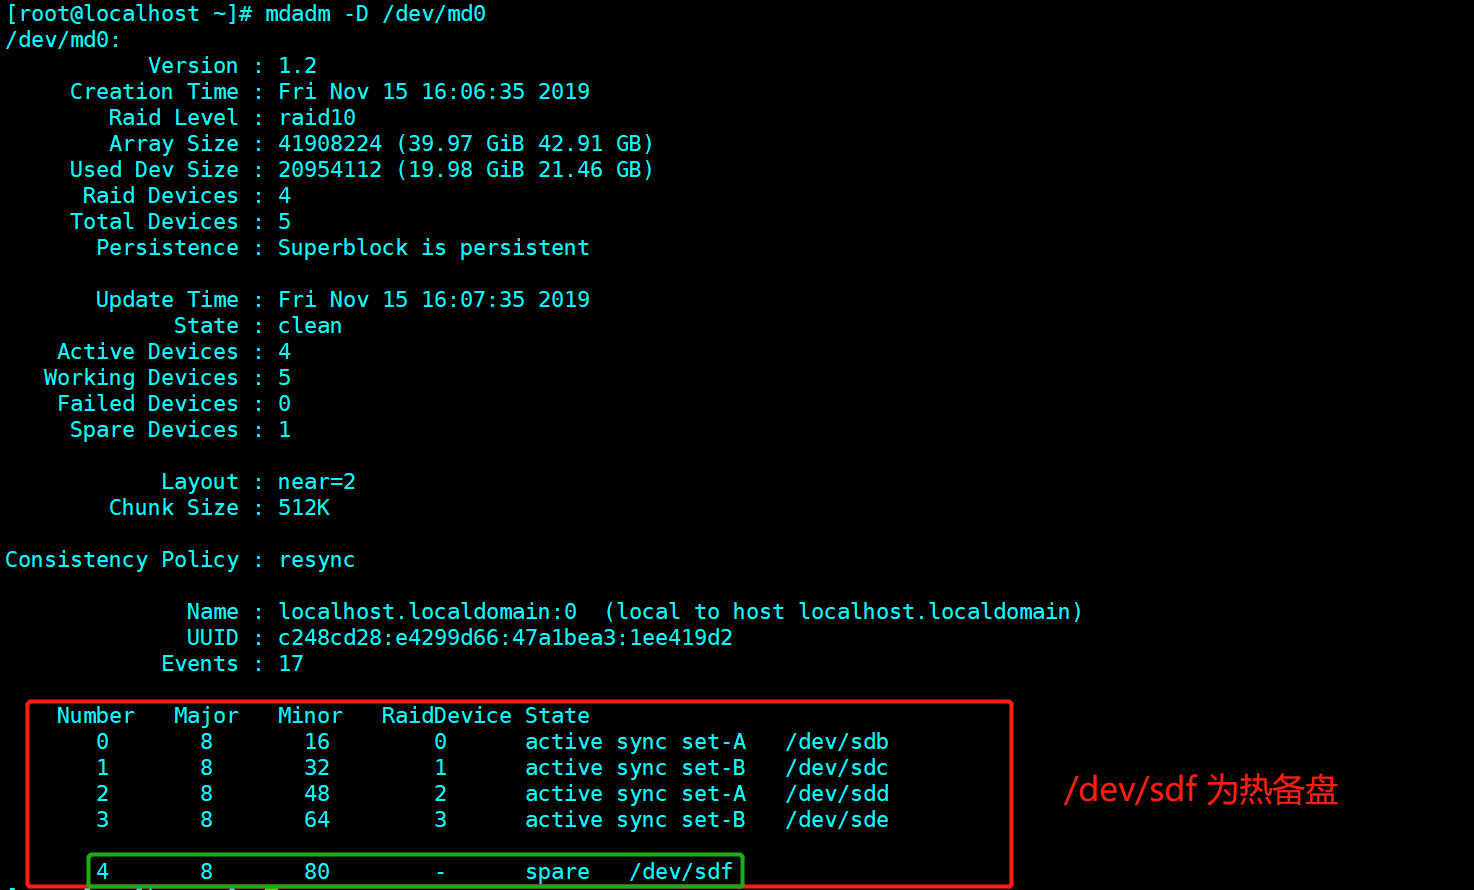 [root@localhost ~]# mdadm -D /dev/md0
/dev/md0:
Version : 1.2
Creation Time : Fri Nov 15 16:06:35 2019
Raid Level : raid10
Array Size : 41908224 (39.97 GiB 42.91 GB)
Used Dev Size : 20954112 (19.98 GiB 21.46 GB)
Raid Devices : 4
Total Devices : 5
Persistence : Superblock is persistent
Update Time : Fri Nov 15 16:07:35 2019
State : clean
Active Devices : 4
Working Devices : 5
Failed Devices : 0
Spare Devices : 1
Layout : near=2
Chunk Size : 512K
Consistency Policy : resync
Name : localhost.localdomain:0  (local to host localhost.localdomain)
UUID : c248cd28:e4299d66:47a1bea3:1ee419d2
Events : 17
Number Major Minor RaidDevice State
0 8 16 0 active sync set-A /dev/sdb
1 8 32 1 active sync set-B /dev/sdc
2 8 48 2 active sync set-A /dev/sdd
3 8 64 3 active sync set-B /dev/sde
/dev/sdf 为热备盘
4 8 80 - spare /dev/sdf